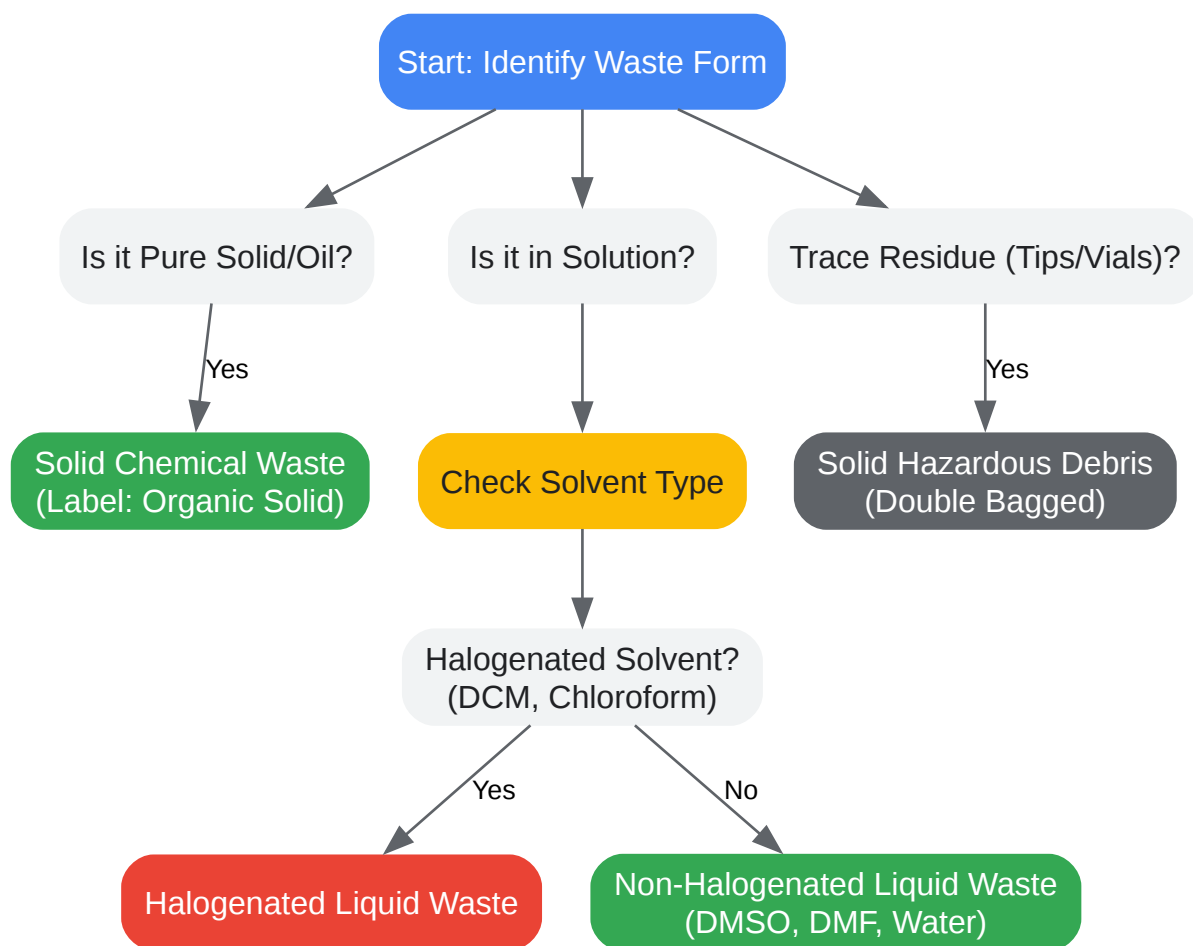 Start: Identify Waste Form
Is it Pure Solid/Oil?
Is it in Solution?
Trace Residue (Tips/Vials)?
Yes
Yes
Solid Chemical Waste
(Label: Organic Solid)
Check Solvent Type
Solid Hazardous Debris
(Double Bagged)
Halogenated Solvent?
(DCM, Chloroform)
Yes
No
Halogenated Liquid Waste
Non-Halogenated Liquid Waste
(DMSO, DMF, Water)